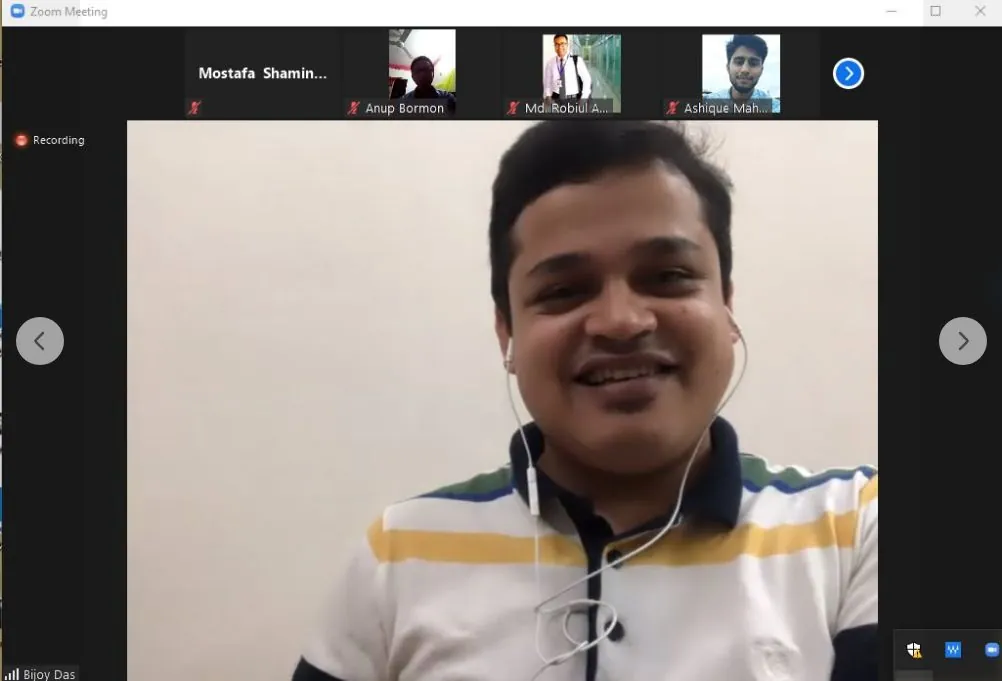 Zoom Meeting
Mostafa Shamin...
Anup Bormon
Md. Robiul A...
Ashique Mah...
Recording
Bijoy Das